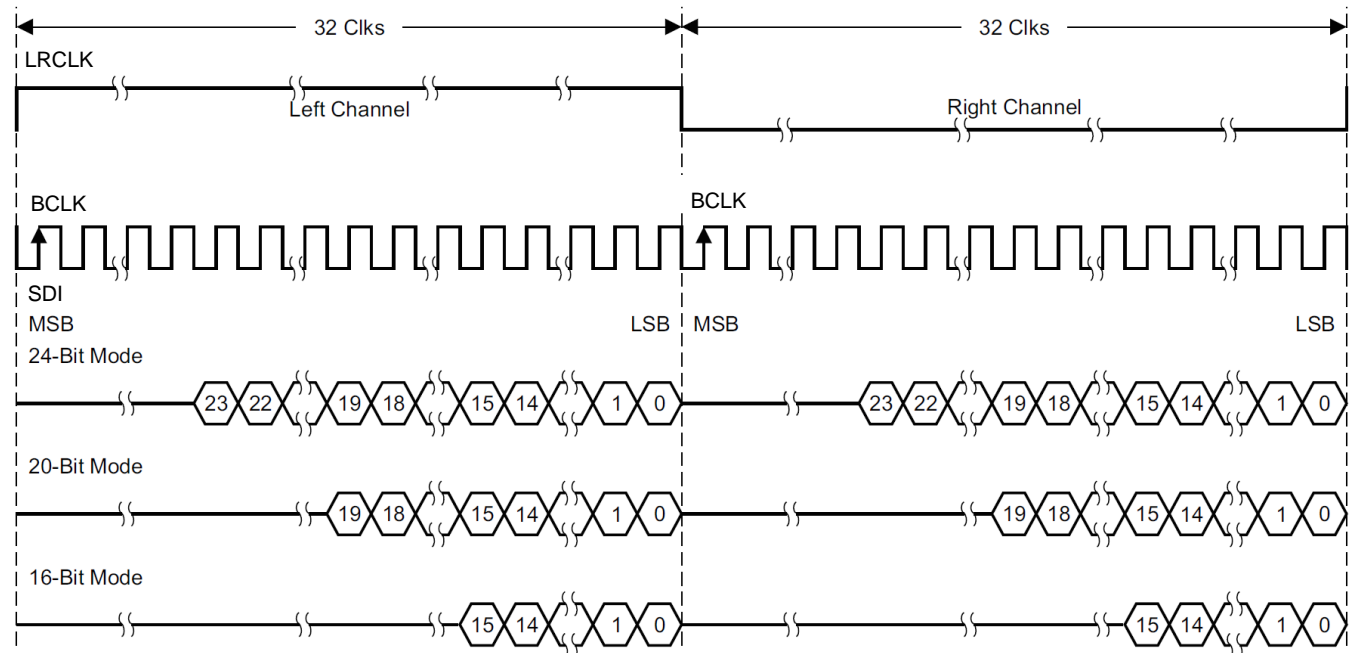 32 Clks 32 Clks
LRCLK
Left Channel Right Channel
BCLK BCLK
SDI
MSB LSB MSB LSB
24-Bit Mode
23 22 19 18 15 14 1 0 23 22 19 18 15 14 1 0
20-Bit Mode
19 18 15 14 1 0 19 18 15 14 1 0
16-Bit Mode
15 14 1 0 15 14 1 0